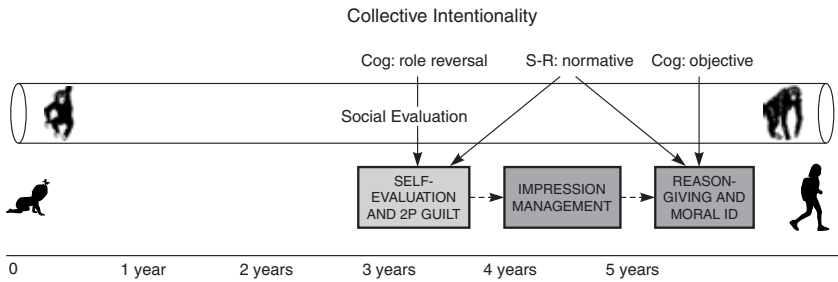 Collective Intentionality
Cog: role reversal
S-R: normative
Cog: objective
Social Evaluation
SELF-
EVALUATION
AND 2P GUILT
IMPRESSION
MANAGEMENT
REASON-
GIVING AND
MORAL ID
0
1 year
2 years
3 years
4 years
5 years